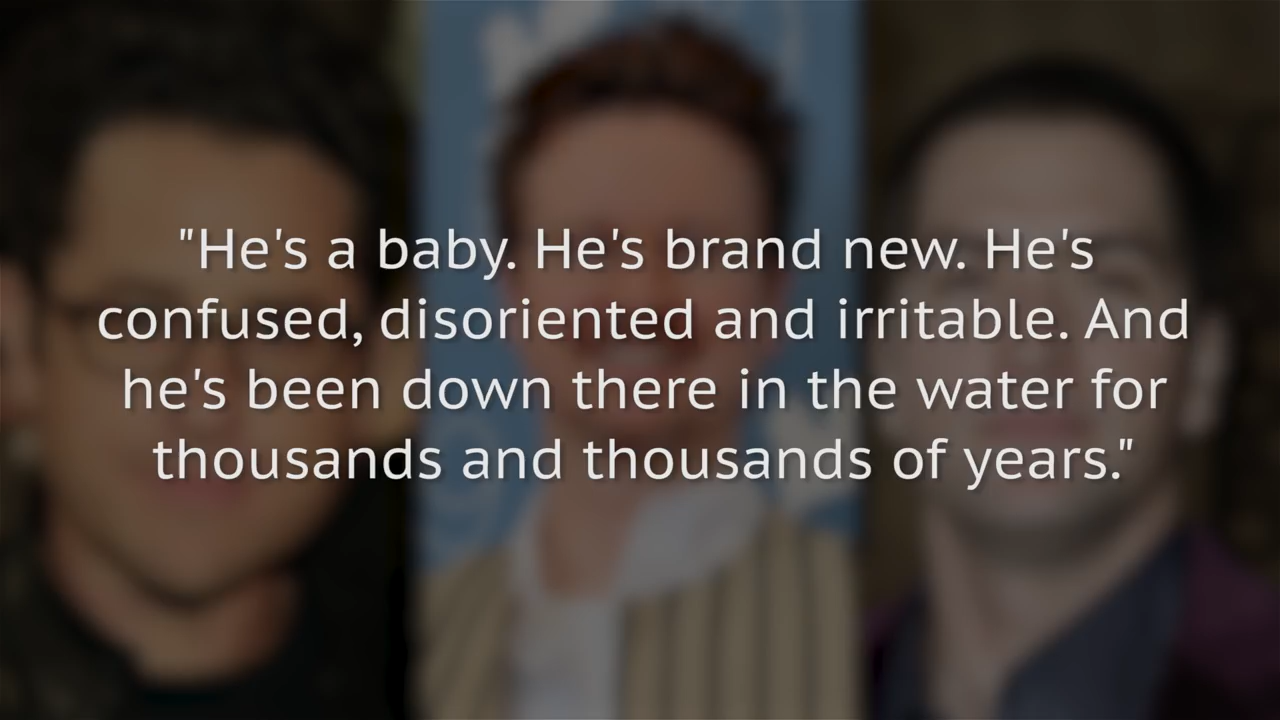 "He's a baby. He's brand new. He's
confused, disoriented and irritable. And
he's been down there in the water for
thousands and thousands of years."